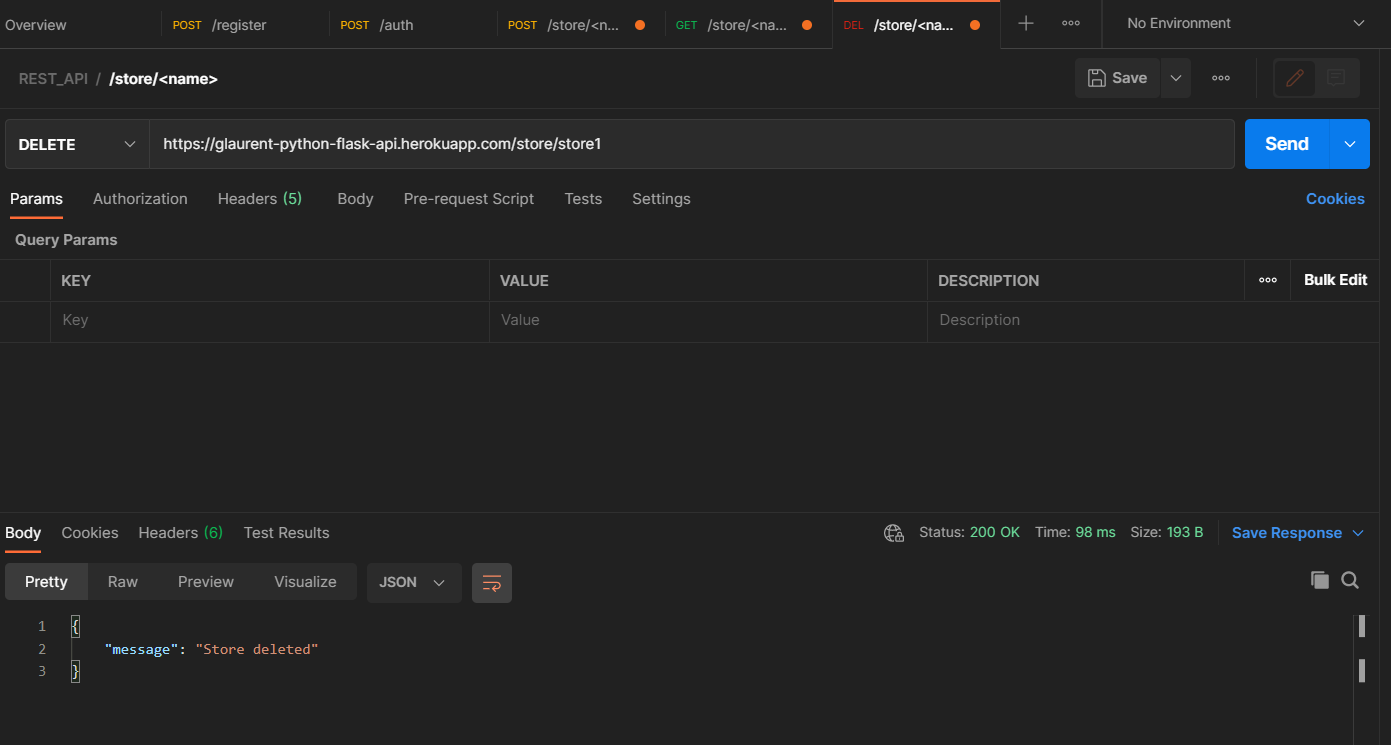 Overview POST /register POST /auth POST /store/<n... GET /store/<na... DEL /store/<na... No Environment
REST_API / /store/<name> Save
DELETE https://glaurent-python-flask-api.herokuapp.com/store/store1 Send
Params Authorization Headers (5) Body Pre-request Script Tests Settings Cookies
Query Params
KEY VALUE DESCRIPTION Bulk Edit
Key Value Description
Body Cookies Headers (6) Test Results Status: 200 OK Time: 98 ms Size: 193 B Save Response
Pretty Raw Preview Visualize JSON
1 {
2 "message": "Store deleted"
3 }